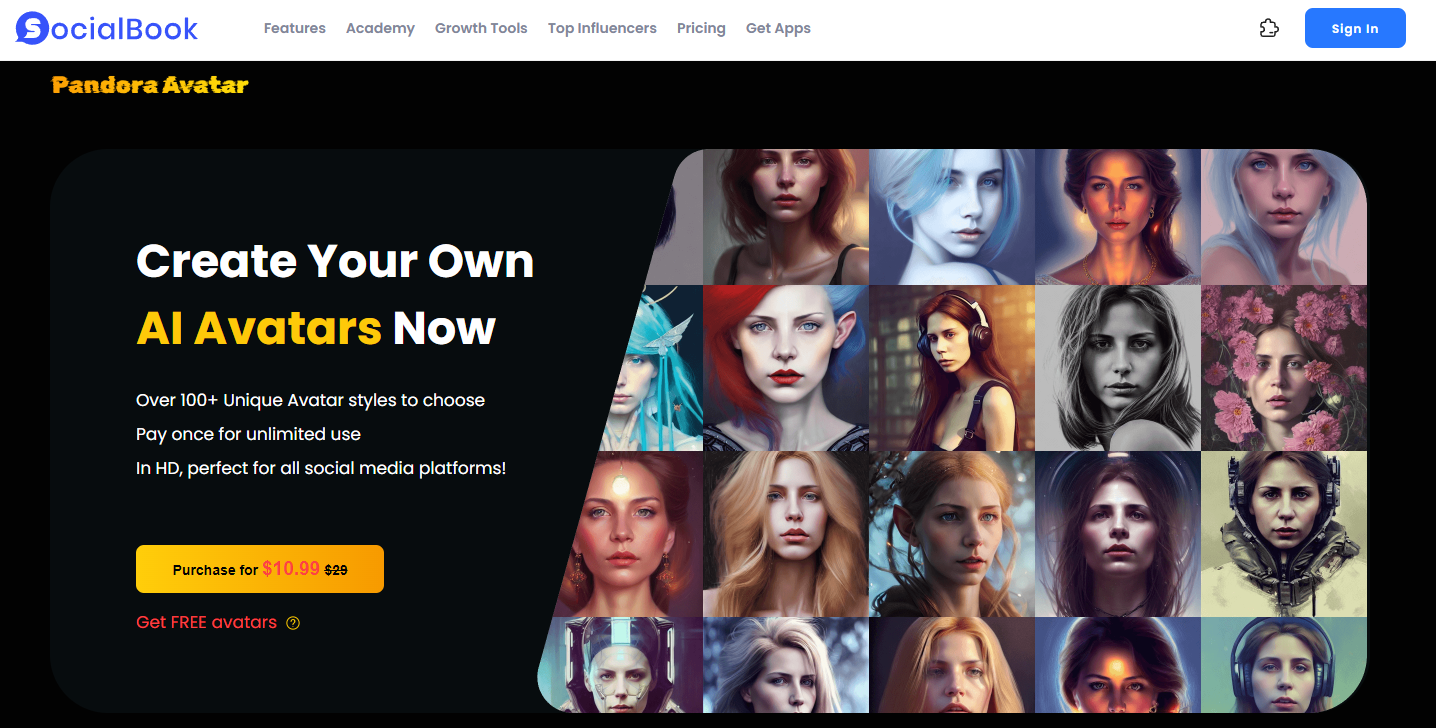 SocialBook
Features Academy Growth Tools Top Influencers Pricing Get Apps
Sign In
Pandora Avatar
Create Your Own
AI Avatars Now
Over 100+ Unique Avatar styles to choose
Pay once for unlimited use
In HD, perfect for all social media platforms!
Purchase for $10.99 $29
Get FREE avatars ?